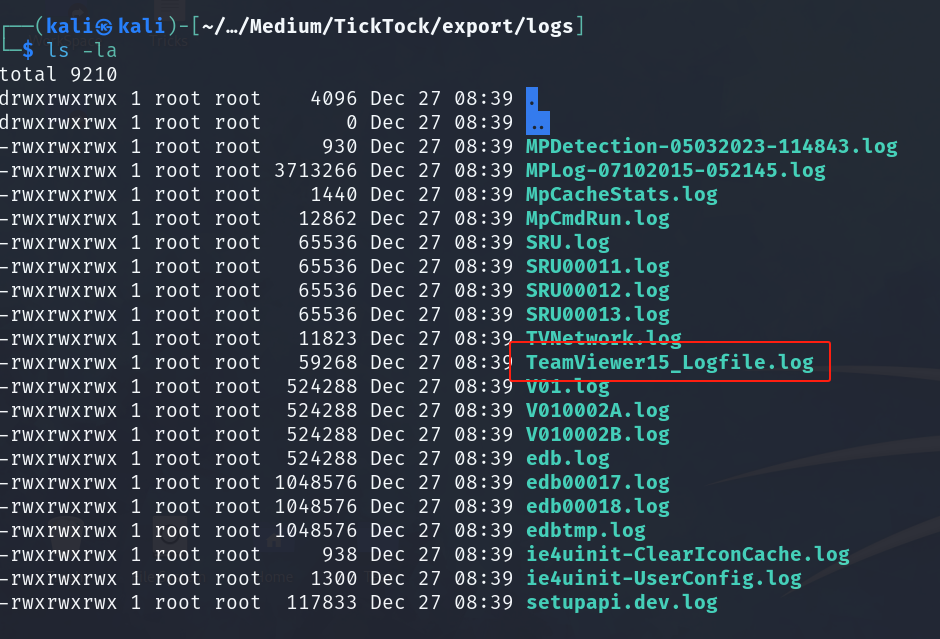 ┌──(kali㉿kali)-[~/…/Medium/TickTock/export/logs]
└─$ ls -la
total 9210
drwxrwxrwx 1 root root    4096 Dec 27 08:39 .
drwxrwxrwx 1 root root       0 Dec 27 08:39 ..
-rwxrwxrwx 1 root root     930 Dec 27 08:39 MPDetection-05032023-114843.log
-rwxrwxrwx 1 root root 3713266 Dec 27 08:39 MPLog-07102015-052145.log
-rwxrwxrwx 1 root root    1440 Dec 27 08:39 MpCacheStats.log
-rwxrwxrwx 1 root root   12862 Dec 27 08:39 MpCmdRun.log
-rwxrwxrwx 1 root root   65536 Dec 27 08:39 SRU.log
-rwxrwxrwx 1 root root   65536 Dec 27 08:39 SRU00011.log
-rwxrwxrwx 1 root root   65536 Dec 27 08:39 SRU00012.log
-rwxrwxrwx 1 root root   65536 Dec 27 08:39 SRU00013.log
-rwxrwxrwx 1 root root   11823 Dec 27 08:39 TVNetwork.log
-rwxrwxrwx 1 root root   59268 Dec 27 08:39 TeamViewer15_Logfile.log
-rwxrwxrwx 1 root root  524288 Dec 27 08:39 V01.log
-rwxrwxrwx 1 root root  524288 Dec 27 08:39 V010002A.log
-rwxrwxrwx 1 root root  524288 Dec 27 08:39 V010002B.log
-rwxrwxrwx 1 root root  524288 Dec 27 08:39 edb.log
-rwxrwxrwx 1 root root 1048576 Dec 27 08:39 edb00017.log
-rwxrwxrwx 1 root root 1048576 Dec 27 08:39 edb00018.log
-rwxrwxrwx 1 root root 1048576 Dec 27 08:39 edbtmp.log
-rwxrwxrwx 1 root root     938 Dec 27 08:39 ie4uinit-ClearIconCache.log
-rwxrwxrwx 1 root root    1300 Dec 27 08:39 ie4uinit-UserConfig.log
-rwxrwxrwx 1 root root  117833 Dec 27 08:39 setupapi.dev.log